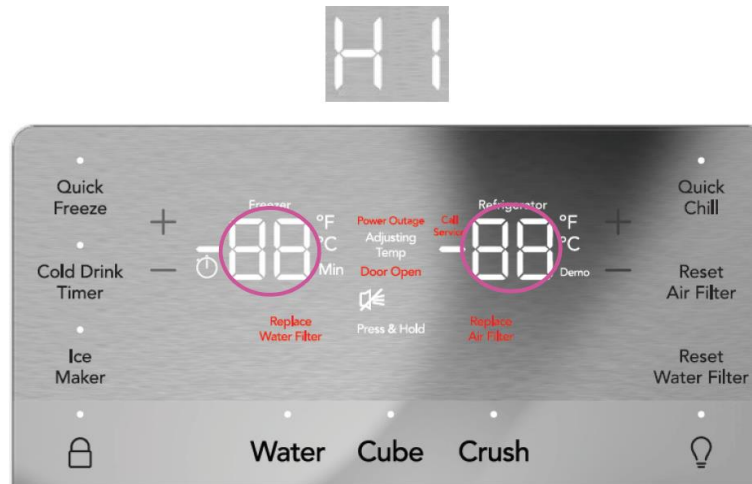 H1
Quick
Freeze
Freezer
88 °F
°C
Min
Power Outage
Adjusting
Temp
Door Open
Press & Hold
Call
Service
Refrigerator
-88 °F
°C
Demo
Quick
Chill
+
-
+
-
Cold Drink
Timer
Reset
Air Filter
Replace
Water Filter
Replace
Air Filter
Ice
Maker
Reset
Water Filter
Water Cube Crush